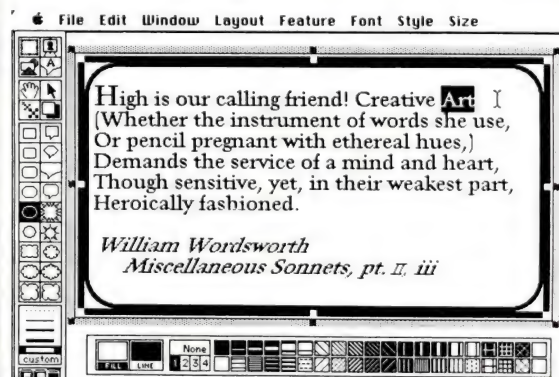 File Edit Window Layout Feature Font Style Size
A
High is our calling friend! Creative Art
(Whether the instrument of words she use,
Or pencil pregnant with ethereal hues,)
Demands the service of a mind and heart,
Though sensitive, yet, in their weakest part,
Heroically fashioned.
William Wordsworth
Miscellaneous Sonnets, pt. II, iii
custom
None
FILL LINE 1 2 3 4